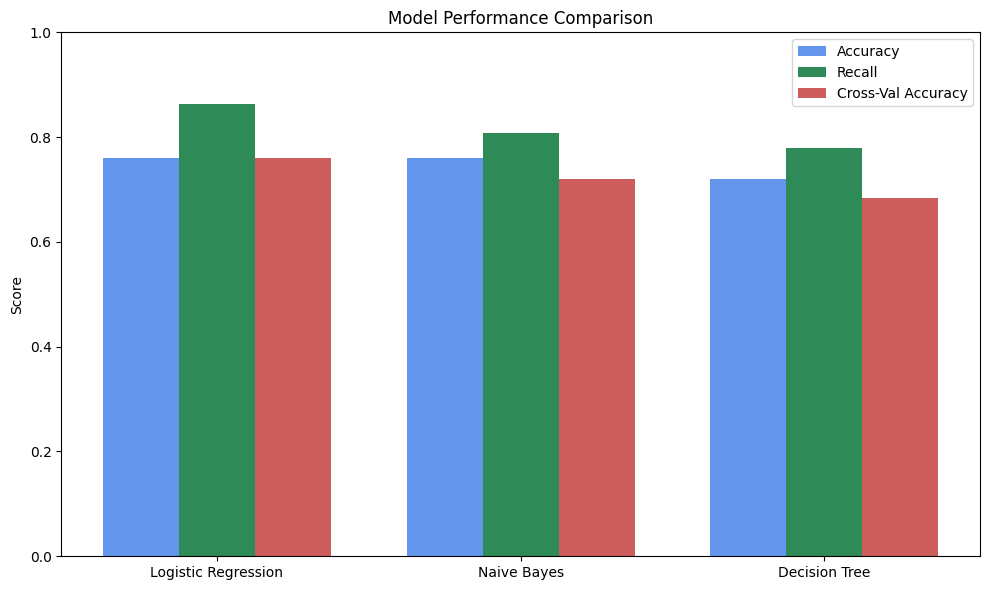 Model Performance Comparison
Accuracy
Recall
Cross-Val Accuracy
Score
1.0
0.8
0.6
0.4
0.2
0.0
Logistic Regression
Naive Bayes
Decision Tree